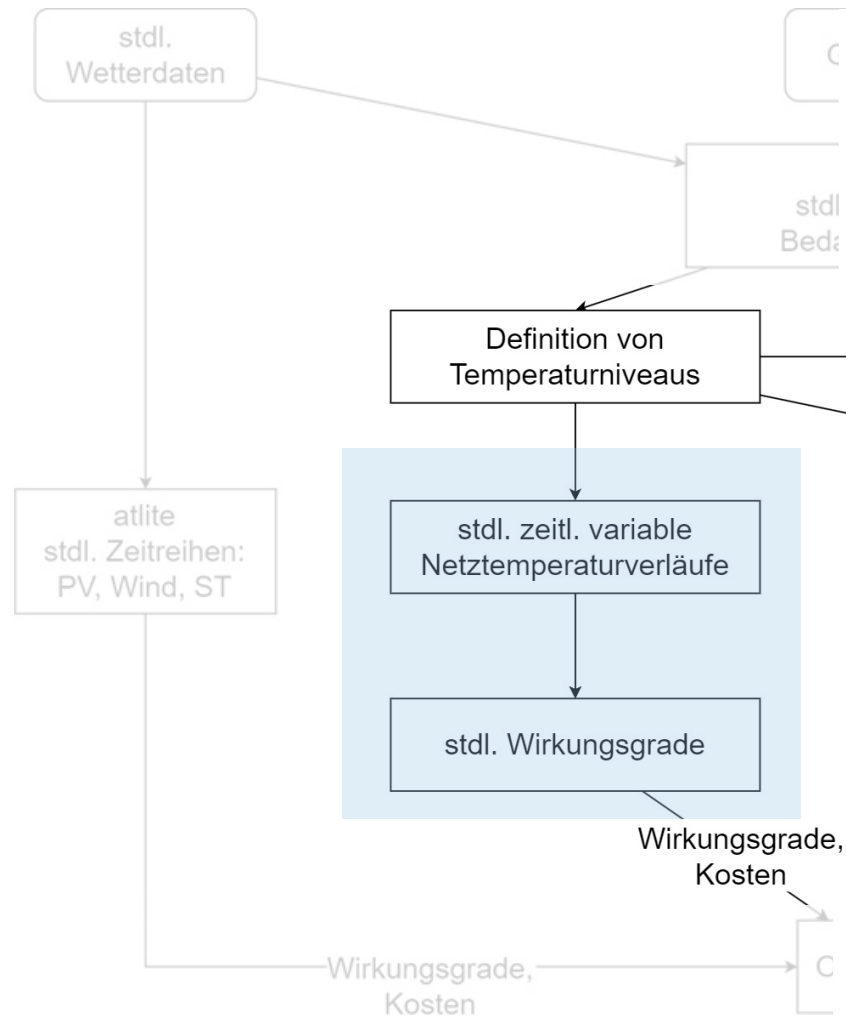 stdl.
Wetterdaten
stdl
Definition von
Temperaturniveaus
atlite
stdl. Zeitreihen:
PV, Wind, ST
stdl. zeitl. variable
Netztemperaturverläufe
stdl. Wirkungsgrade
Wirkungsgrade,
Kosten
Wirkungsgrade,
Kosten